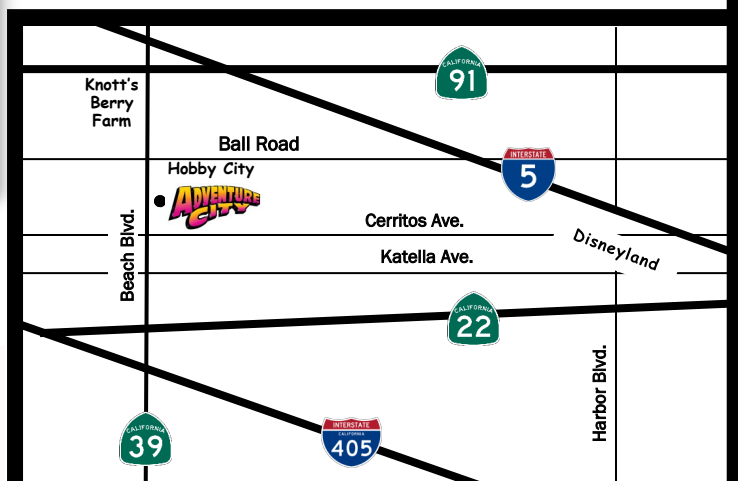 CALIFORNIA
91
Knott's
Berry
Farm
Ball Road
INTERSTATE
5
Hobby City
ADVENTURE
CITY
Cerritos Ave.
Disneyland
Katella Ave.
Beach Blvd.
CALIFORNIA
22
Harbor Blvd.
CALIFORNIA
39
INTERSTATE
CALIFORNIA
405